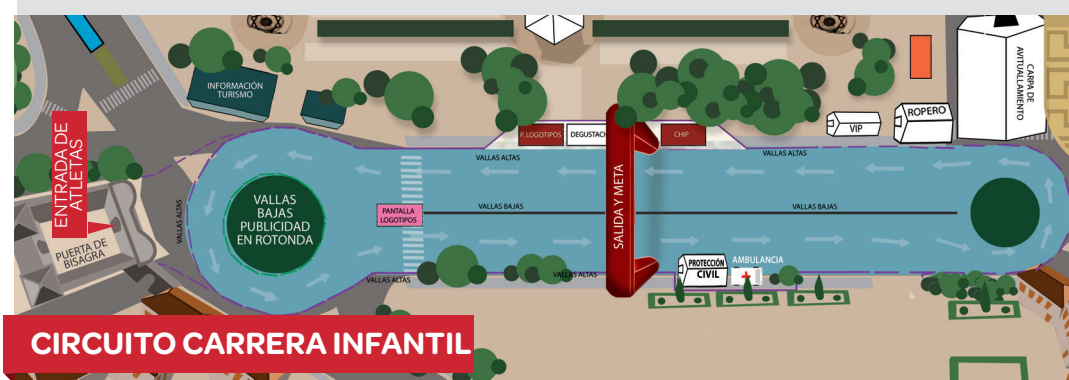 INFORMACIÓN
TURISMO
CARPA DE
AVITUALLAMIENTO
ROPERO
VIP
ENTRADA DE
ATLETAS
P. LOGOTIPOS
DEGUSTACI
CHIP
VALLAS ALTAS
VALLAS ALTAS
VALLAS ALTAS
VALLAS
BAJAS
PUBLICIDAD
EN ROTONDA
PANTALLA
LOGOTIPOS
VALLAS BAJAS
SALIDA Y META
VALLAS BAJAS
PUERTA DE
BISAGRA
PROTECCIÓN
CIVIL
AMBULANCIA
VALLAS ALTAS
VALLAS ALTAS
CIRCUITO CARRERA INFANTIL